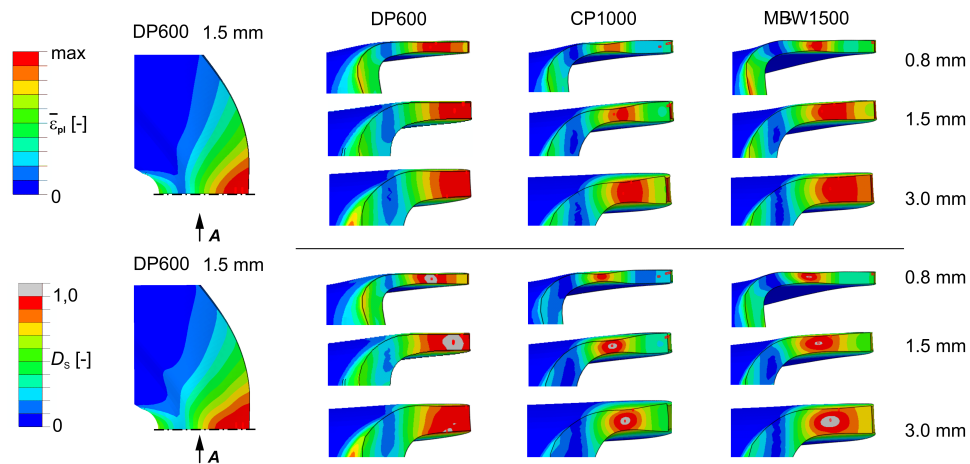 DP600 1.5 mm
DP600
CP1000
MBW1500
max
ε̅pl [-]
0
0.8 mm
1.5 mm
3.0 mm
A
DP600 1.5 mm
1,0
DS [-]
0
0.8 mm
1.5 mm
3.0 mm
A